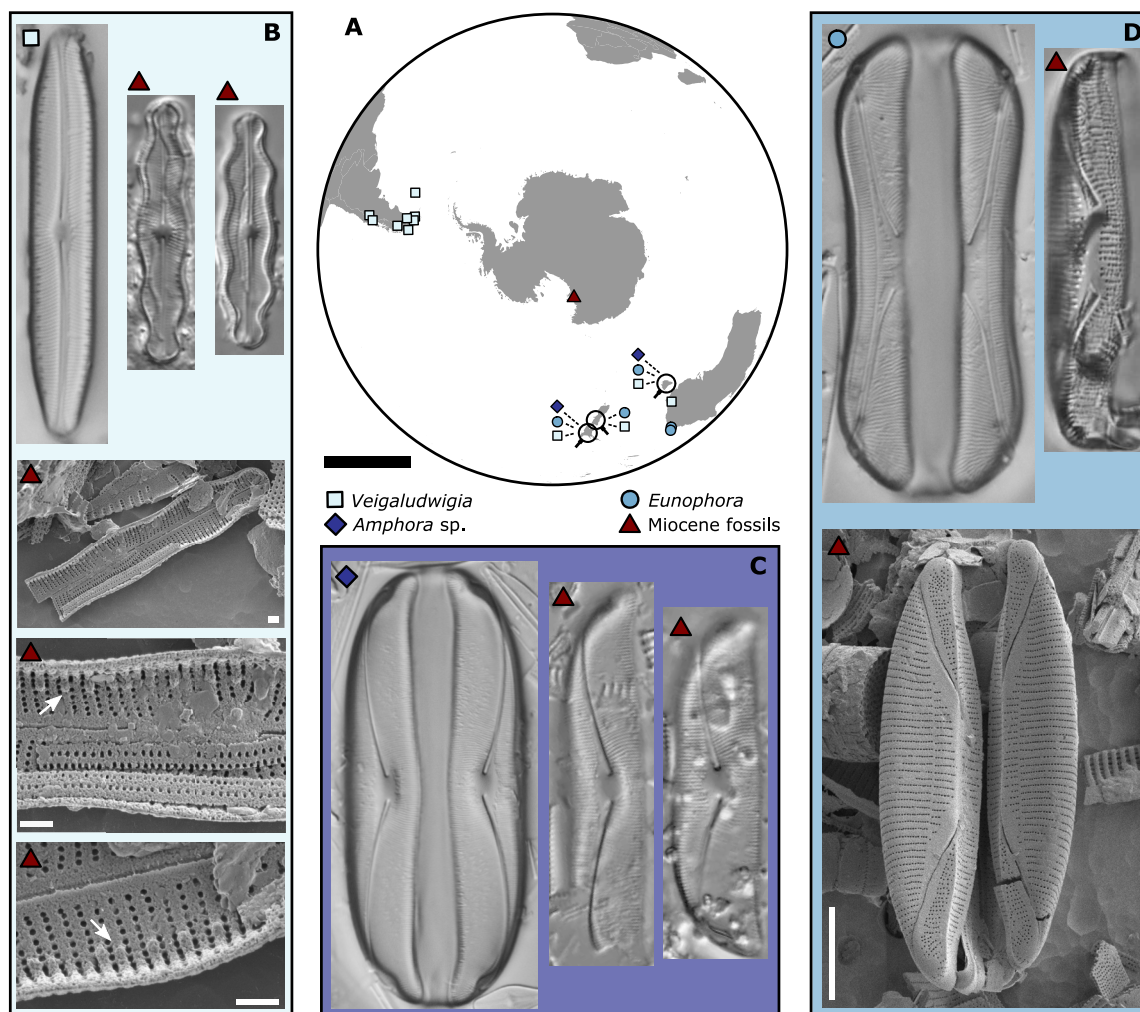 B
A
D
Veigaludwigia
Eunophora
Amphora sp.
Miocene fossils
C